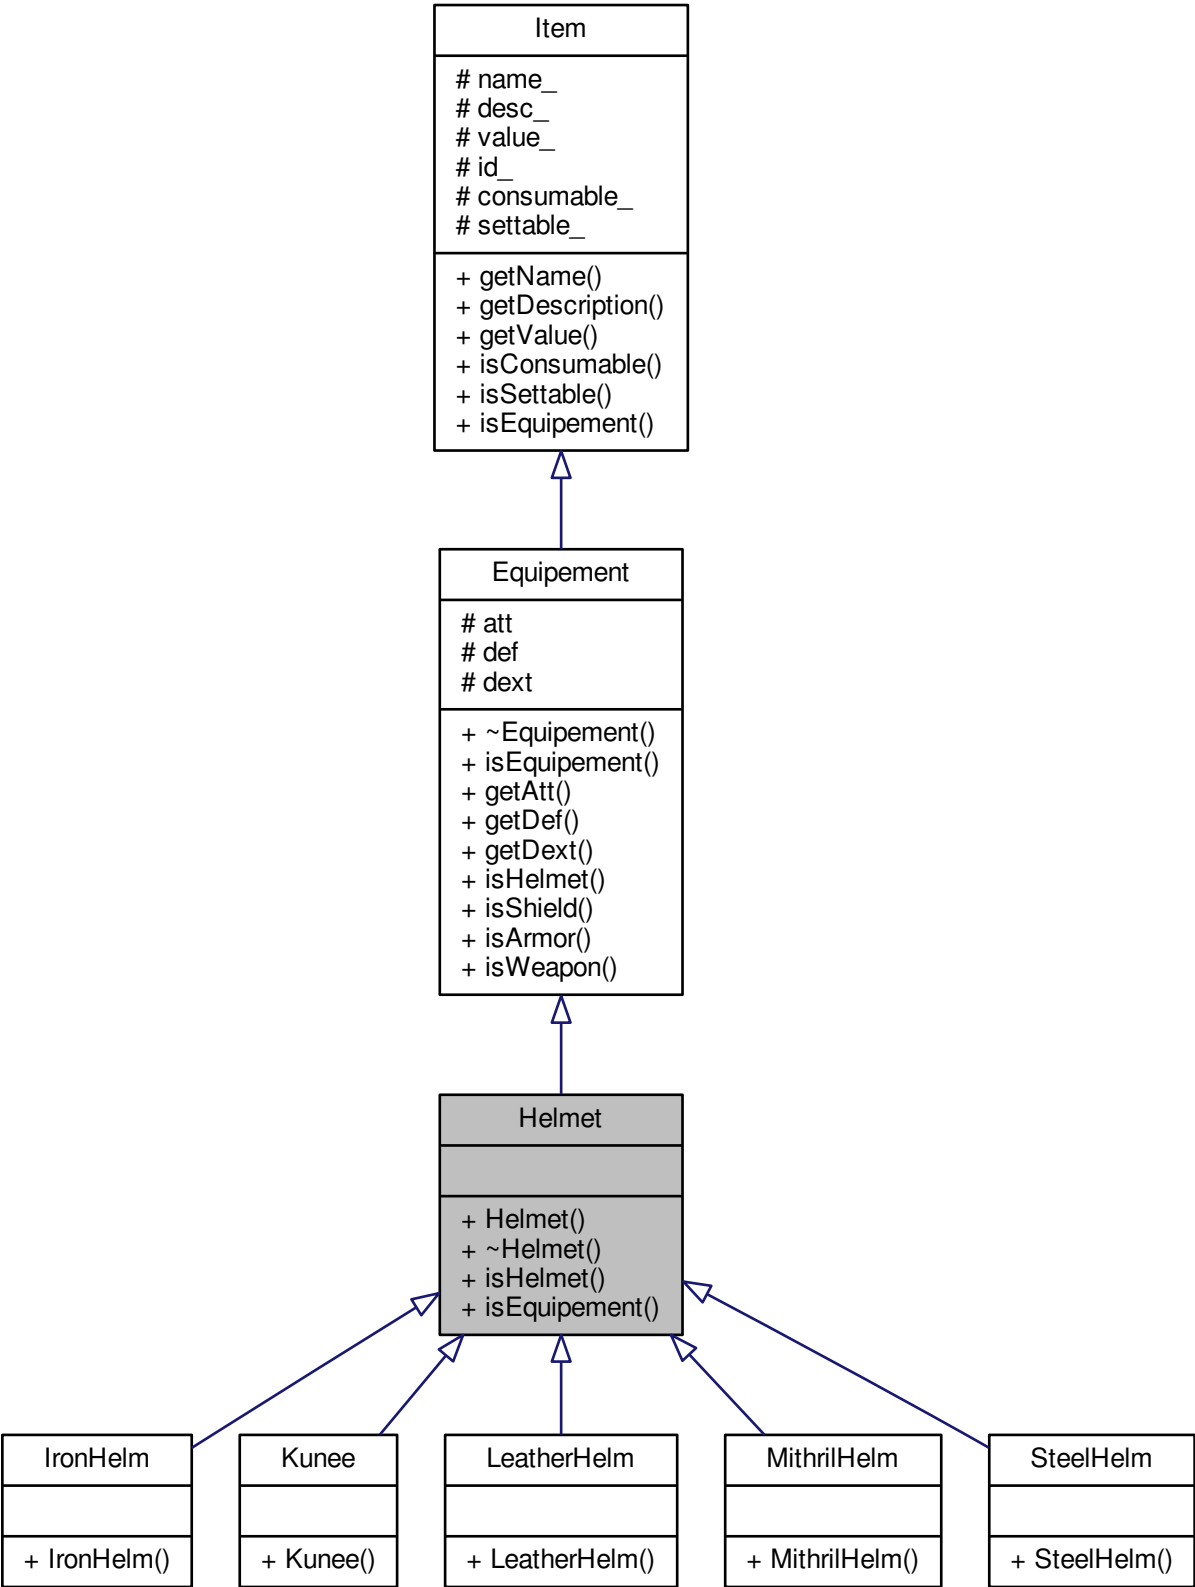 Item
# name_
# desc_
# value_
# id_
# consumable_
# settable_
+ getName()
+ getDescription()
+ getValue()
+ isConsumable()
+ isSettable()
+ isEquipement()
Equipement
# att
# def
# dext
+ ~Equipement()
+ isEquipement()
+ getAtt()
+ getDef()
+ getDext()
+ isHelmet()
+ isShield()
+ isArmor()
+ isWeapon()
Helmet
+ Helmet()
+ ~Helmet()
+ isHelmet()
+ isEquipement()
IronHelm
+ IronHelm()
Kunee
+ Kunee()
LeatherHelm
+ LeatherHelm()
MithrilHelm
+ MithrilHelm()
SteelHelm
+ SteelHelm()